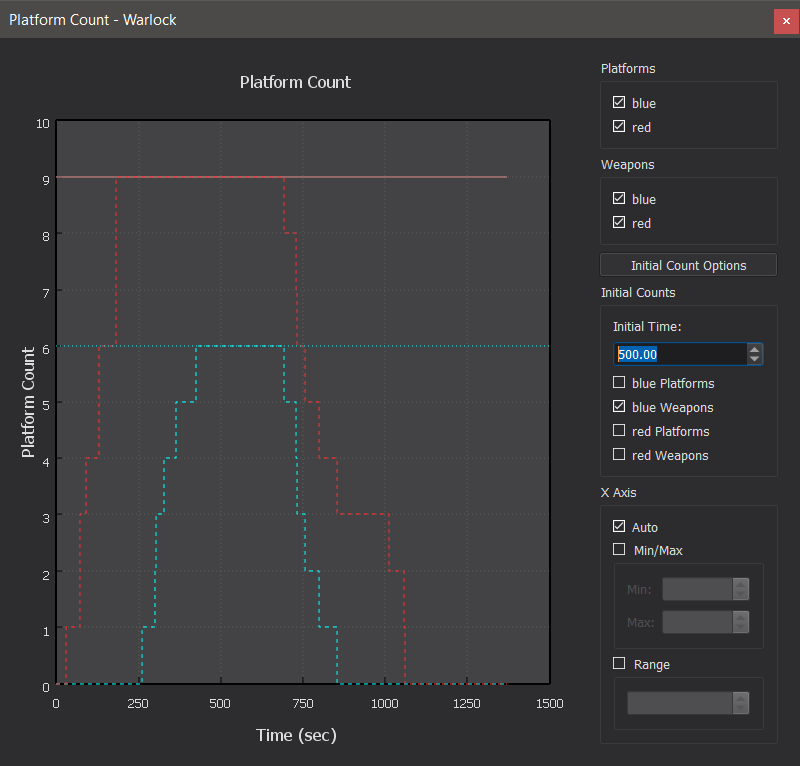 Platform Count - Warlock
Platform Count
10
9
8
7
6
5
4
3
2
1
0
Platform Count
0 250 500 750 1000 1250 1500
Time (sec)
Platforms
blue
red
Weapons
blue
red
Initial Count Options
Initial Counts
Initial Time:
500.00
blue Platforms
blue Weapons
red Platforms
red Weapons
X Axis
Auto
Min/Max
Min:
Max:
Range